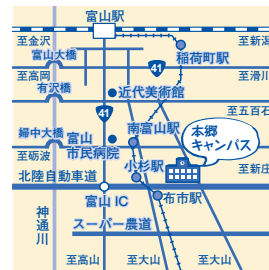 富山駅
至金沢
至新潟
富山大橋
稲荷町駅
至高岡
41
至滑川
有沢橋
近代美術館
41
至五百石
婦中大橋
富山
市民病院
南富山駅
本郷
キャンパス
至砺波
小杉駅
至新庄
北陸自動車道
富山IC
布市駅
神通川
スーパー農道
至高山
至大山
至大山